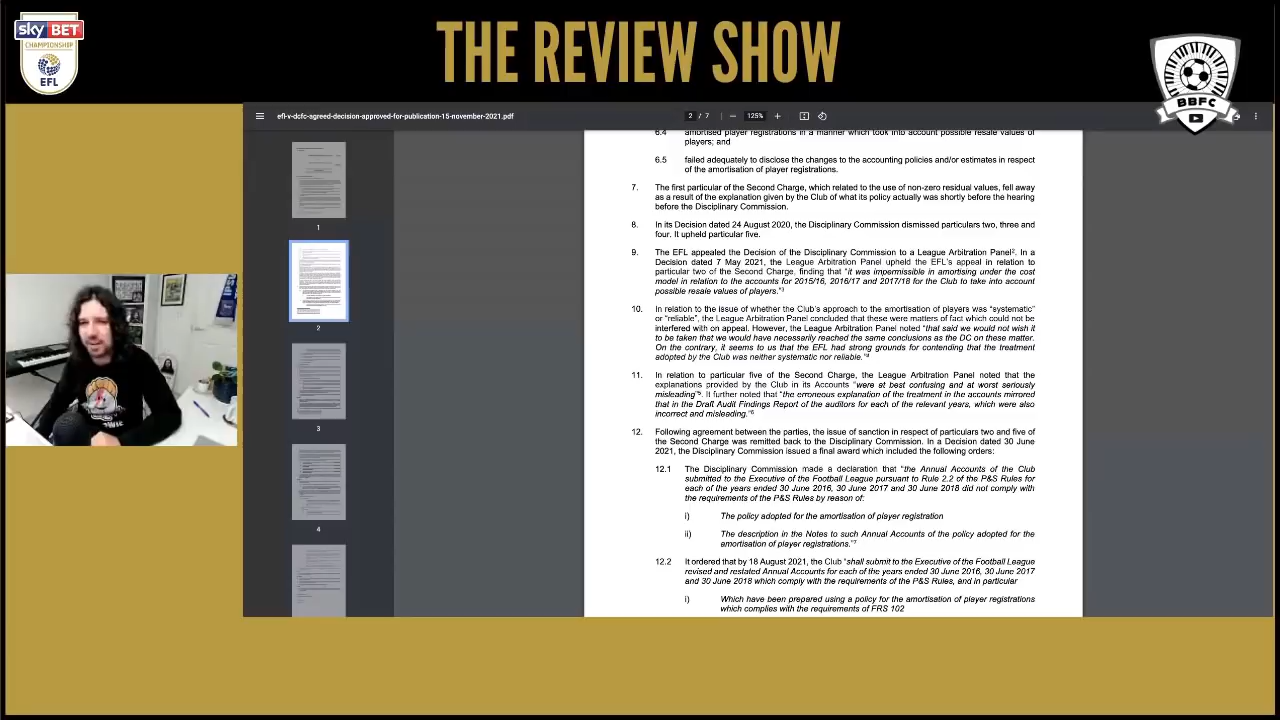 sky BET
CHAMPIONSHIP
EFL
THE REVIEW SHOW
BBFC
efl-v-dcfc-agreed-decision-approved-for-publication-15-november-2021.pdf
2 / 7
125%
6.4 amortised player registrations in a manner which took into account possible resale values of
players; and
6.5 failed adequately to disclose the changes to the accounting policies and/or estimates in respect
of the amortisation of player registrations.
7. The first particular of the Second Charge, which related to the use of non-zero residual values, fell away
as a result of the explanation given by the Club of what its policy actually was shortly before the hearing
before the Disciplinary Commission.
8. In its Decision dated 24 August 2020, the Disciplinary Commission dismissed particulars two, three and
four. It upheld particular five.
9. The EFL appealed the Decision of the Disciplinary Commission to a League Arbitration Panel². In a
Decision dated 7 May 2021, the League Arbitration Panel upheld the EFL's appeal in relation to
particular two of the Second Charge, finding that "it was impermissible in amortising under the cost
model in relation to the accounts for 2015/16, 2016/17 and 2017/18 for the Club to take into account
possible resale values of players."³
10. In relation to the issue of whether the Club's approach to the amortisation of players was "systematic"
or "reliable", the League Arbitration Panel concluded that these were matters of fact which could not be
interfered with on appeal. However, the League Arbitration Panel noted "that said we would not wish it
to be taken that we would have necessarily reached the same conclusions as the DC on these matter.
On the contrary, it seems to us that the EFL had strong grounds for contending that the treatment
adopted by the Club was neither systematic nor reliable."⁴
11. In relation to particular five of the Second Charge, the League Arbitration Panel noted that the
explanations provided by the Club in its Accounts "were at best confusing and at worst seriously
misleading"⁵. It further noted that "the erroneous explanation of the treatment in the accounts mirrored
that in the Draft Audit Findings Report of the auditors for each of the relevant years, which were also
incorrect and misleading."⁶
12. Following agreement between the parties, the issue of sanction in respect of particulars two and five of
the Second Charge was remitted back to the Disciplinary Commission. In a Decision dated 30 June
2021, the Disciplinary Commission issued a final award which included the following orders:
12.1 The Disciplinary Commission made a declaration that "the Annual Accounts of the Club
submitted to the Executive of the Football League pursuant to Rule 2.2 of the P&S Rules for
each of the years ended 30 June 2016, 30 June 2017 and 30 June 2018 did not comply with
the requirements of the P&S Rules by reason of:
i) The policy adopted for the amortisation of player registration
ii) The description in the Notes to such Annual Accounts of the policy adopted for the
amortisation of player registrations."⁷
12.2 It ordered that by 18 August 2021, the Club "shall submit to the Executive of the Football League
revised and restated Annual Accounts for each of the years ended 30 June 2016, 30 June 2017
and 30 June 2018 which comply with the requirements of the P&S Rules, and in particular
i) Which have been prepared using a policy for the amortisation of player registrations
which complies with the requirements of FRS 102
1
2
3
4